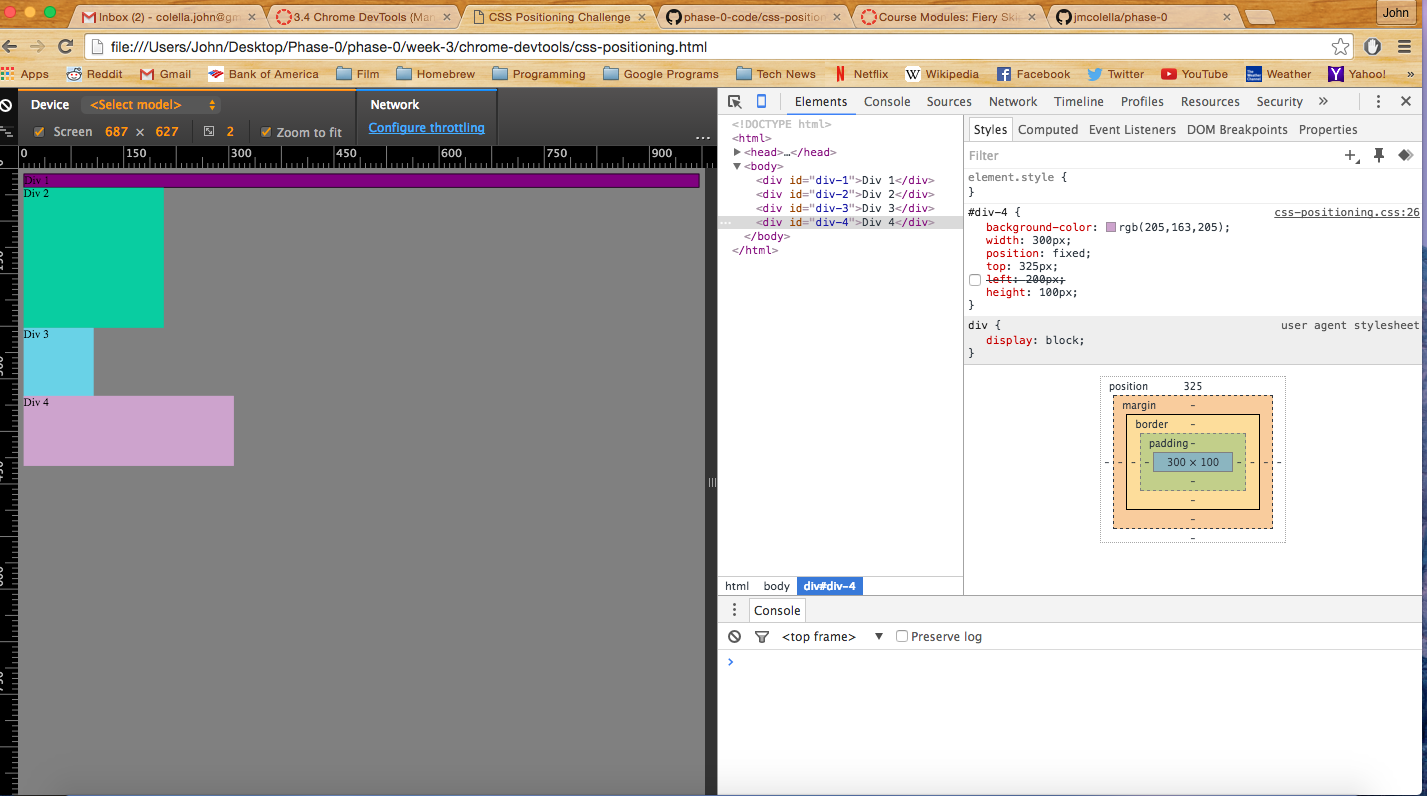 Inbox (2) - colella.john@gm
3.4 Chrome DevTools (Mar
CSS Positioning Challenge
phase-0-code/css-position
Course Modules: Fiery Ski
jmcolella/phase-0
John
file:///Users/John/Desktop/Phase-0/phase-0/week-3/chrome-devtools/css-positioning.html
Apps Reddit Gmail Bank of America Film Homebrew Programming Google Programs Tech News Netflix Wikipedia Facebook Twitter YouTube Weather Yahoo! »
Device <Select model> Network
Screen 687 × 627 2 Zoom to fit Configure throttling ...
0 150 300 450 600 750 900
Div 1
Div 2
Div 3
Div 4
Elements Console Sources Network Timeline Profiles Resources Security »
<!DOCTYPE html>
<html>
<head>…</head>
<body>
<div id="div-1">Div 1</div>
<div id="div-2">Div 2</div>
<div id="div-3">Div 3</div>
<div id="div-4">Div 4</div>
</body>
</html>
html body div#div-4
Styles Computed Event Listeners DOM Breakpoints Properties
Filter
element.style {
}
#div-4 { css-positioning.css:26
background-color: rgb(205,163,205);
width: 300px;
position: fixed;
top: 325px;
left: 200px;
height: 100px;
}
div { user agent stylesheet
display: block;
}
position 325
margin -
border -
padding -
- - - - 300 × 100 - - - -
-
-
-
-
Console
<top frame> ▼ Preserve log
>